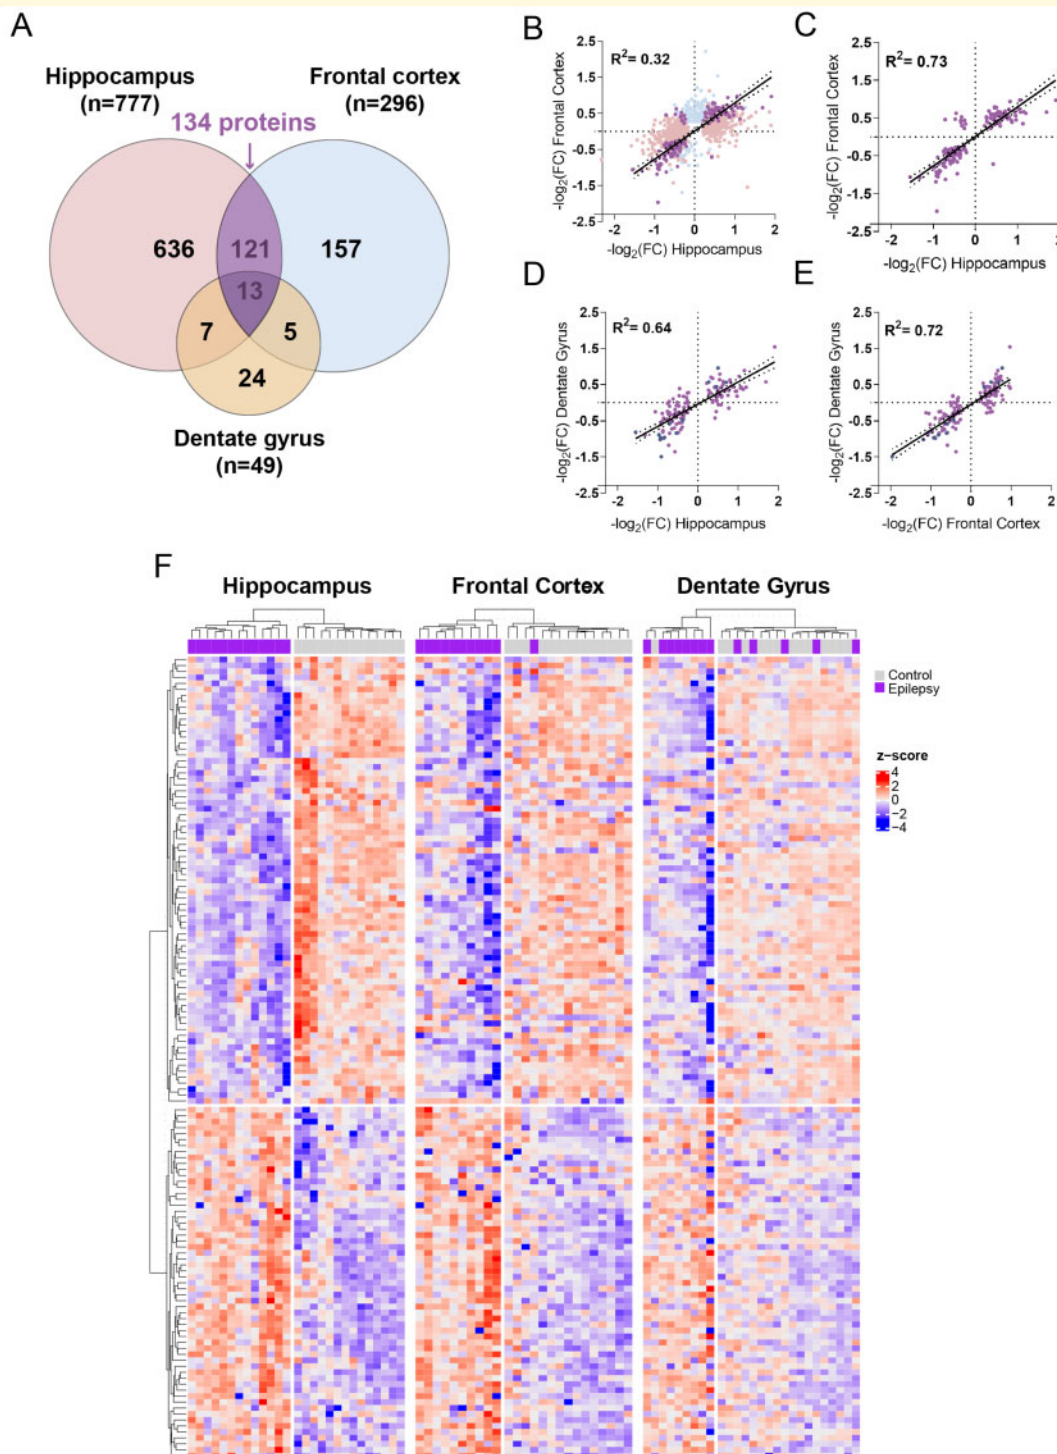 A
Hippocampus
(n=777)
Frontal cortex
(n=296)
134 proteins
636
121
157
13
7
5
24
Dentate gyrus
(n=49)
B
R²= 0.32
-log₂(FC) Frontal Cortex
2.5
1.5
0.5
-0.5
-1.5
-2.5
-2
-1
0
1
2
-log₂(FC) Hippocampus
C
R²= 0.73
-log₂(FC) Frontal Cortex
2.5
1.5
0.5
-0.5
-1.5
-2.5
-2
-1
0
1
2
-log₂(FC) Hippocampus
D
R²= 0.64
-log₂(FC) Dentate Gyrus
2.5
1.5
0.5
-0.5
-1.5
-2.5
-2
-1
0
1
2
-log₂(FC) Hippocampus
E
R²= 0.72
-log₂(FC) Dentate Gyrus
2.5
1.5
0.5
-0.5
-1.5
-2.5
-2
-1
0
1
2
-log₂(FC) Frontal Cortex
F
Hippocampus
Frontal Cortex
Dentate Gyrus
Control
Epilepsy
z-score
4
2
0
-2
-4